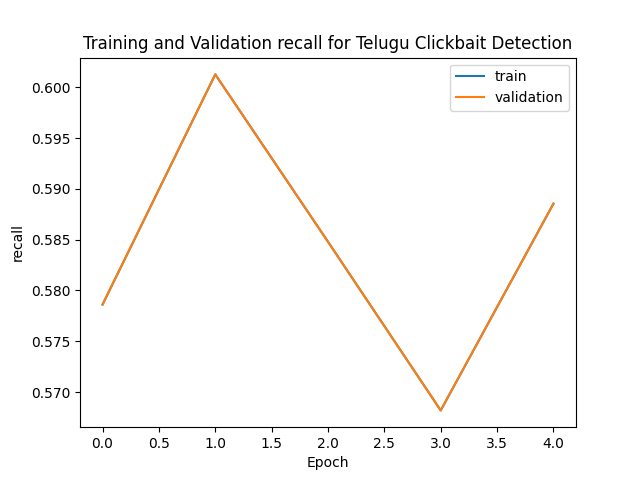 Training and Validation recall for Telugu Clickbait Detection
train
validation
recall
0.600
0.595
0.590
0.585
0.580
0.575
0.570
0.0 0.5 1.0 1.5 2.0 2.5 3.0 3.5 4.0
Epoch